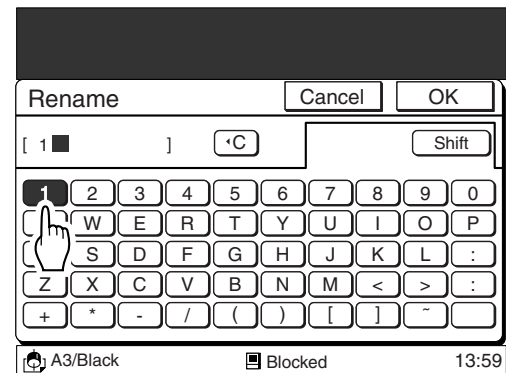 Rename Cancel OK
[ 1 ] C Shift
1 2 3 4 5 6 7 8 9 0
W E R T Y U I O P
S D F G H J K L :
Z X C V B N M < > :
+ * - / ( ) [ ] ~
A3/Black Blocked 13:59